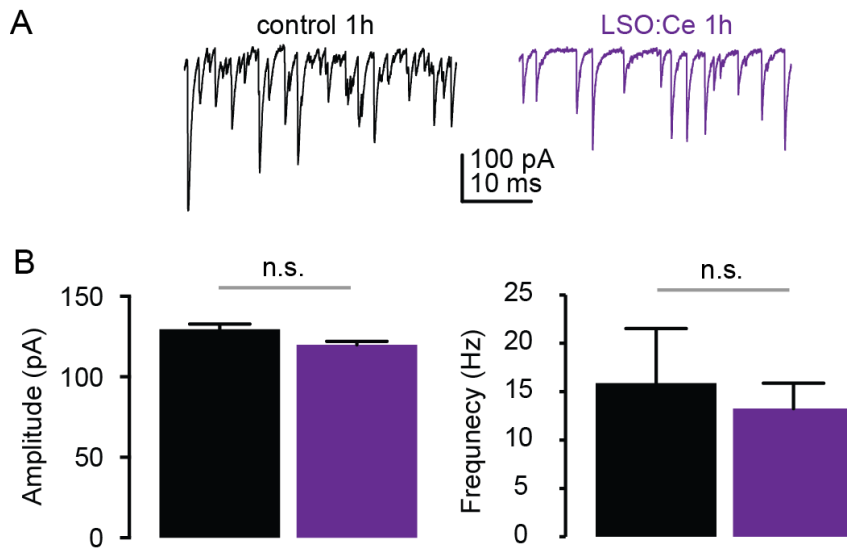 A
control 1h
LSO:Ce 1h
100 pA
10 ms
B
n.s.
150
100
50
0
Amplitude (pA)
n.s.
25
20
15
10
5
0
Frequnecy (Hz)